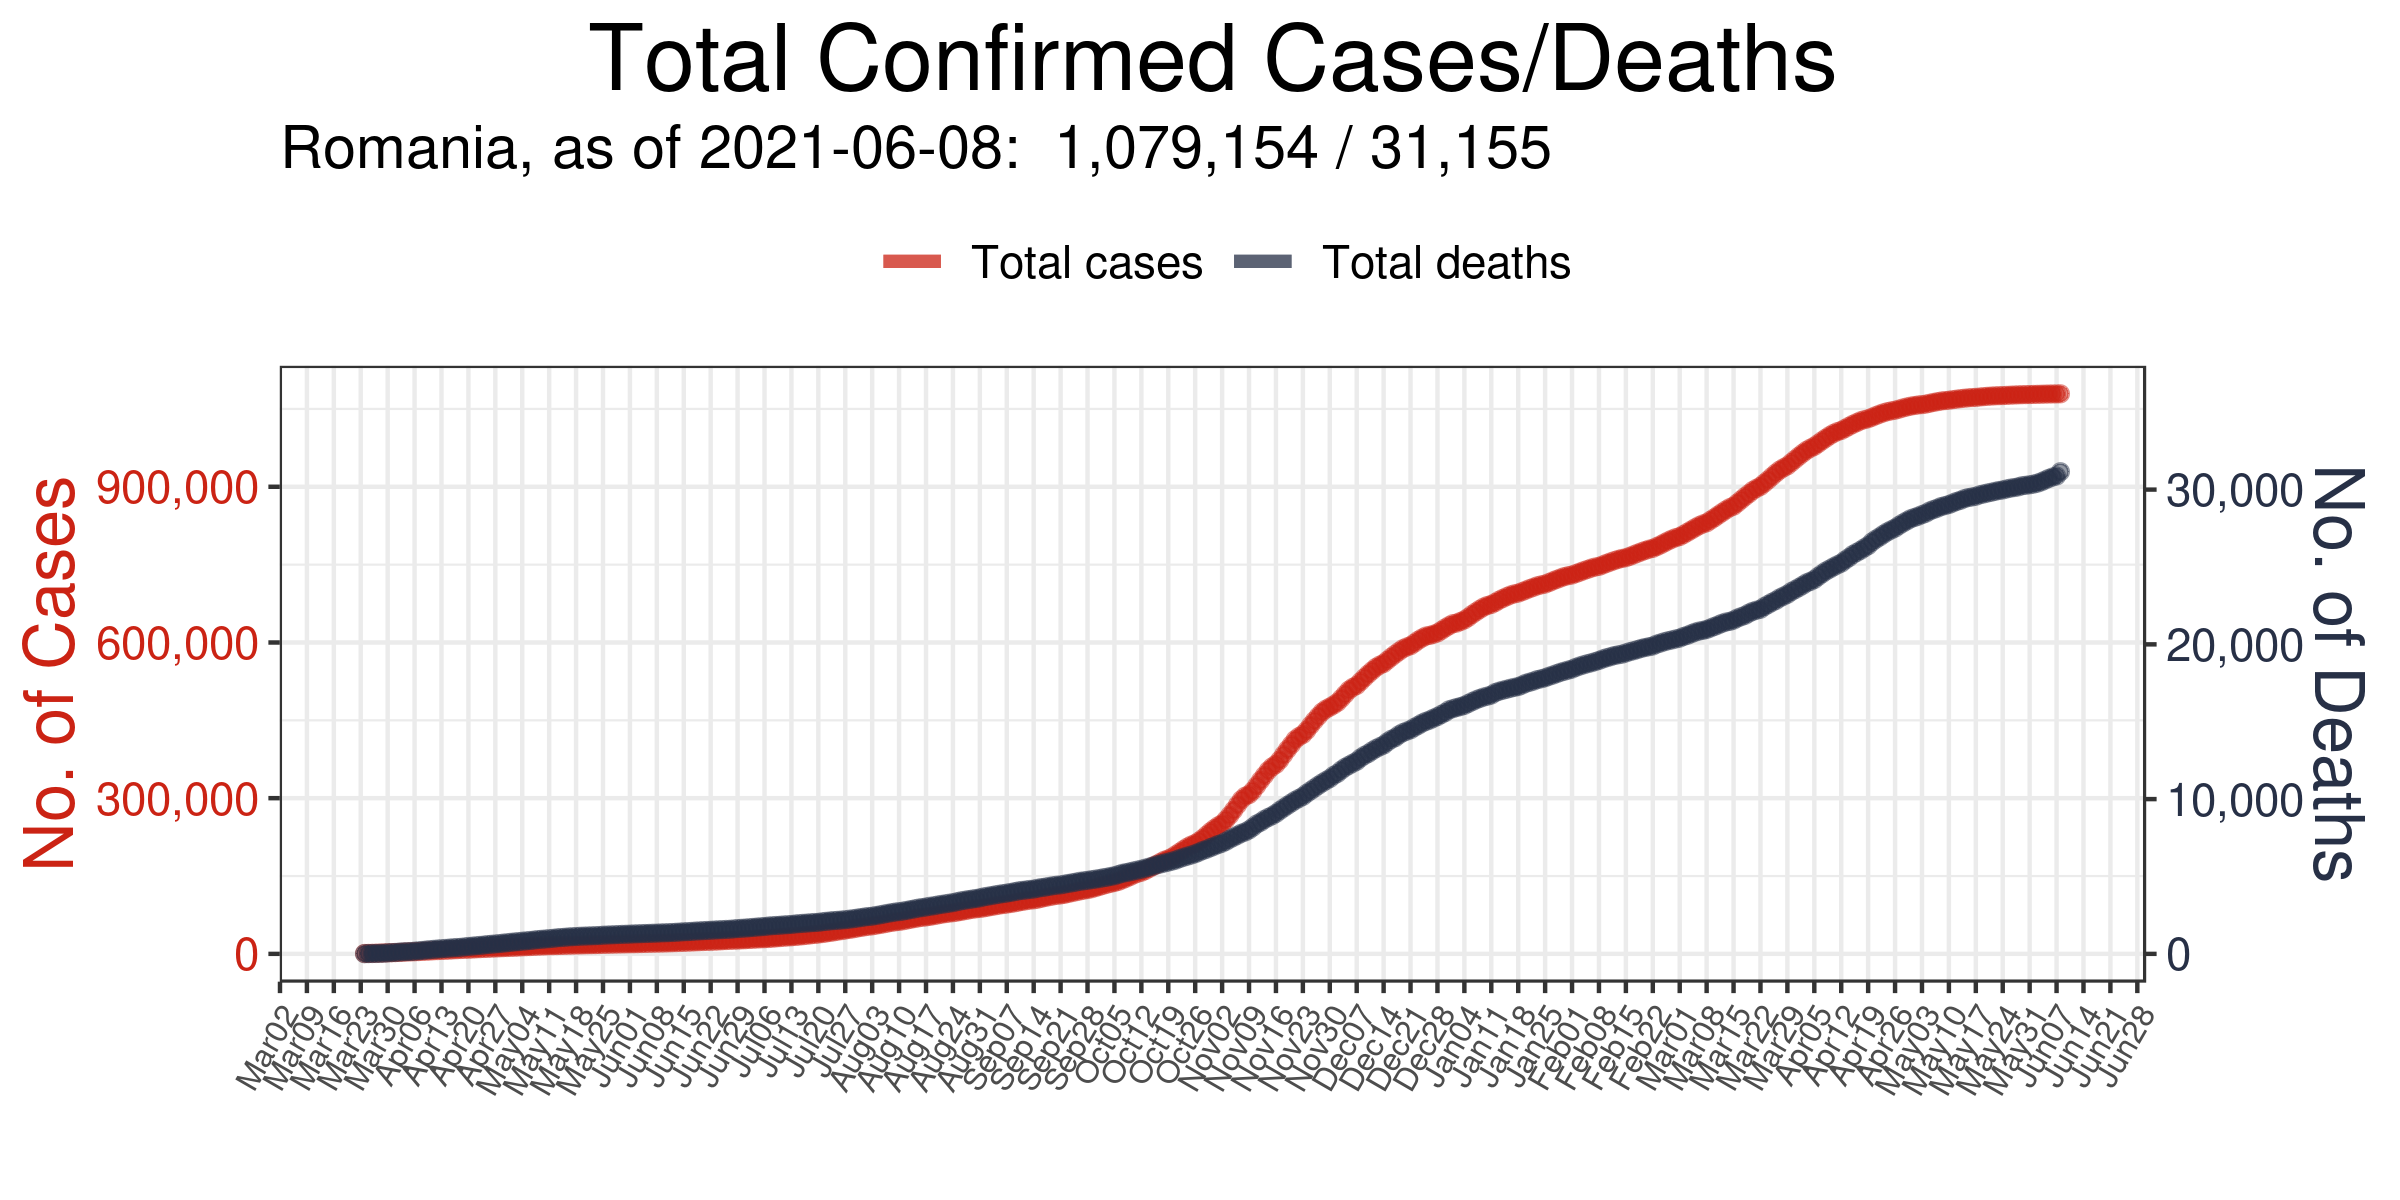 Total Confirmed Cases/Deaths
Romania, as of 2021-06-08:  1,079,154 / 31,155
Total cases
Total deaths
No. of Cases
900,000
600,000
300,000
0
30,000
20,000
10,000
0
No. of Deaths
Mar02
Mar09
Mar16
Mar23
Mar30
Apr06
Apr13
Apr20
Apr27
May04
May11
May18
May25
Jun01
Jun08
Jun15
Jun22
Jun29
Jul06
Jul13
Jul20
Jul27
Aug03
Aug10
Aug17
Aug24
Aug31
Sep07
Sep14
Sep21
Sep28
Oct05
Oct12
Oct19
Oct26
Nov02
Nov09
Nov16
Nov23
Nov30
Dec07
Dec14
Dec21
Dec28
Jan04
Jan11
Jan18
Jan25
Feb01
Feb08
Feb15
Feb22
Mar01
Mar08
Mar15
Mar22
Mar29
Apr05
Apr12
Apr19
Apr26
May03
May10
May17
May24
May31
Jun07
Jun14
Jun21
Jun28